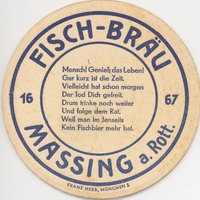 FISCH-BRÄU
Mensch! Genieß das Leben!
Gar kurz ist die Zeit.
Vielleicht hat schon morgen
Der Tod Dich gefreit.
Drum trinke noch weiter
Und folge dem Rat.
Weil man im Jenseits
Kein Fischbier mehr hat.
16 67
MASSING a. Rott.
FRANZ HERB, MÜNCHEN 2